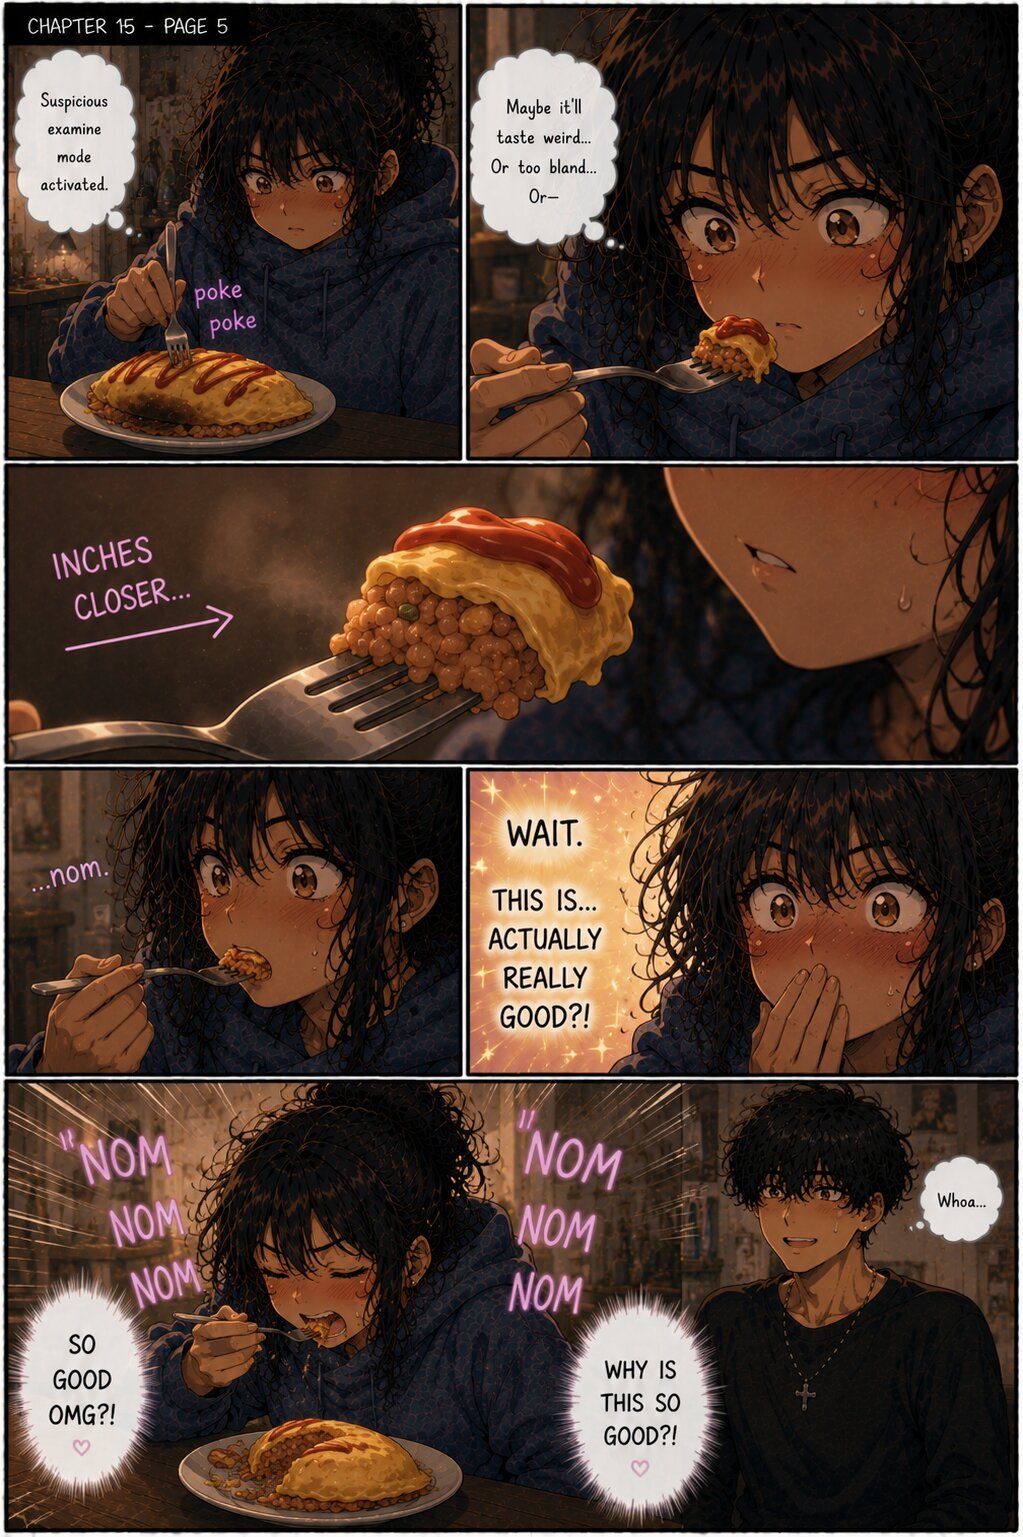 CHAPTER 15 - PAGE 5
Suspicious
examine
mode
activated.
poke
poke
Maybe it'll
taste weird...
Or too bland...
Or—
INCHES
CLOSER...
...nom.
WAIT.
THIS IS...
ACTUALLY
REALLY
GOOD?!
"NOM
NOM
NOM
"NOM
NOM
NOM
Whoa...
SO
GOOD
OMG?!
WHY IS
THIS SO
GOOD?!